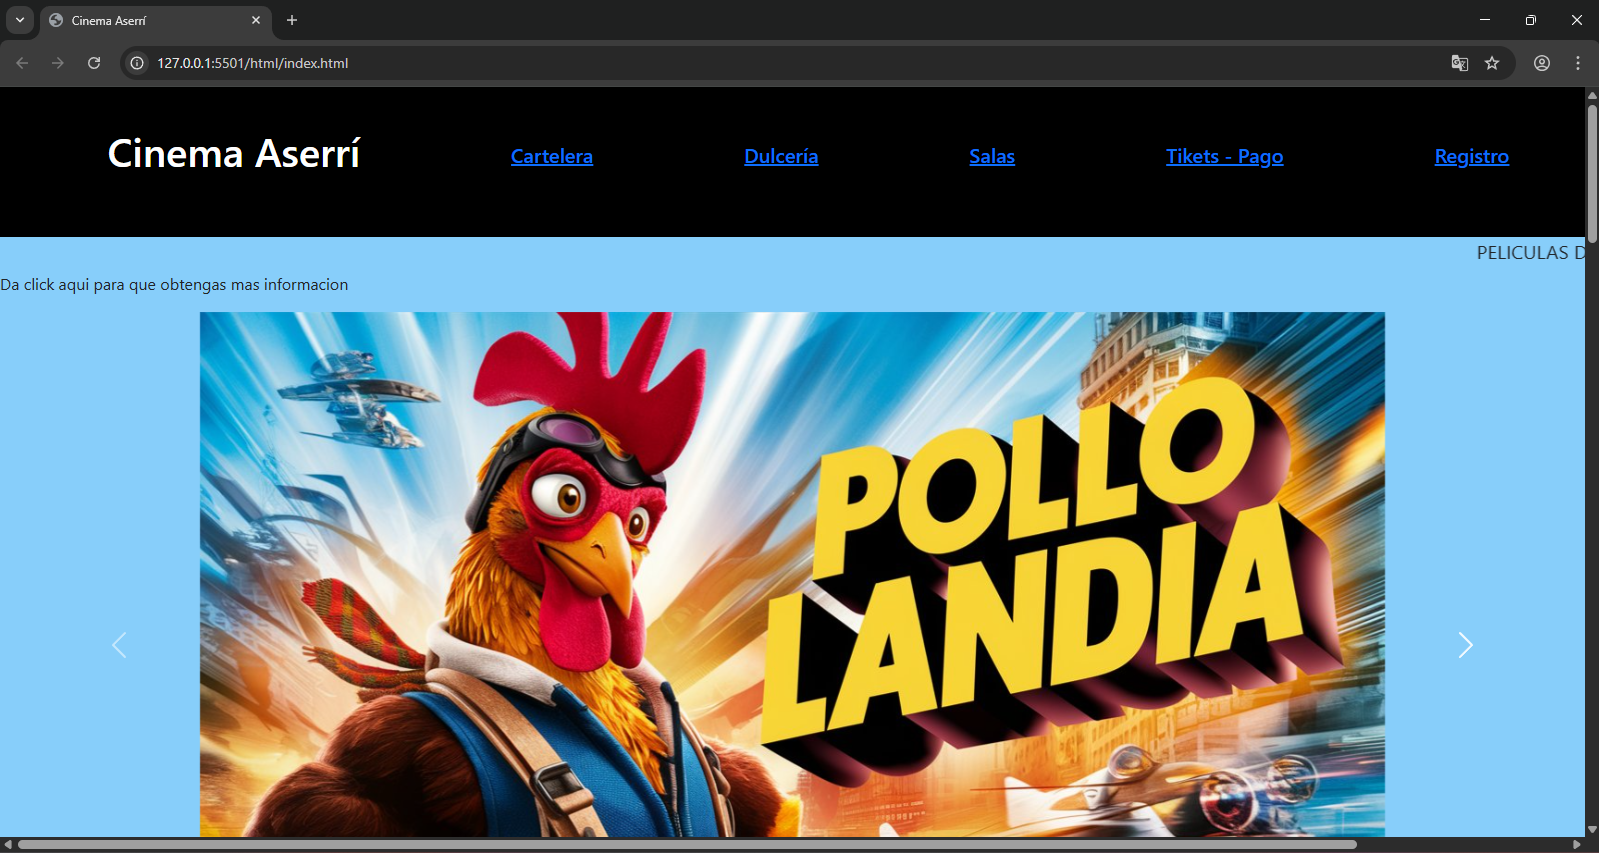 Cinema Aserrí
127.0.0.1:5501/html/index.html
Cinema Aserrí
Cartelera
Dulcería
Salas
Tikets - Pago
Registro
PELICULAS D
Da click aqui para que obtengas mas informacion
POLLO
LANDIA